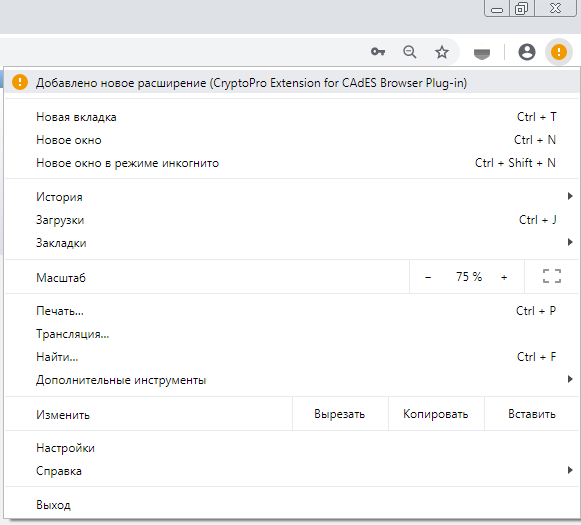 Добавлено новое расширение (CryptoPro Extension for CAdES Browser Plug-in)
Новая вкладка Ctrl + T
Новое окно Ctrl + N
Новое окно в режиме инкогнито Ctrl + Shift + N
История
Загрузки Ctrl + J
Закладки
Масштаб − 75 % +
Печать... Ctrl + P
Трансляция...
Найти... Ctrl + F
Дополнительные инструменты
Изменить Вырезать Копировать Вставить
Настройки
Справка
Выход